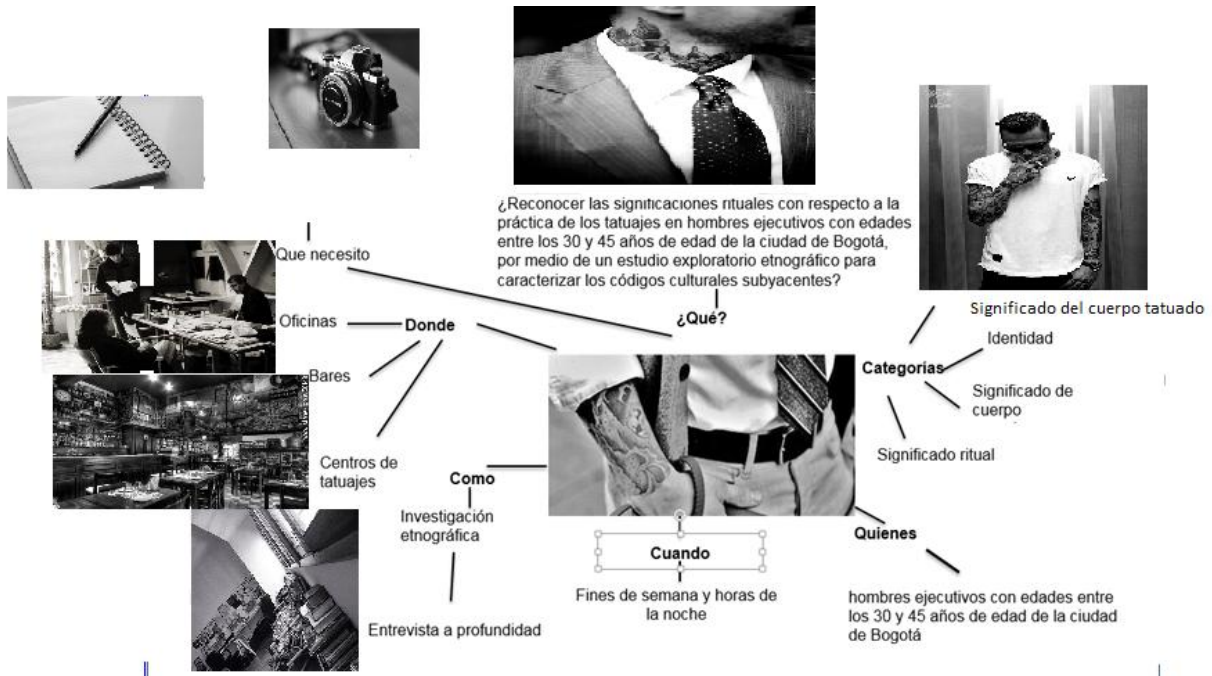 ¿Reconocer las significaciones rituales con respecto a la
práctica de los tatuajes en hombres ejecutivos con edades
entre los 30 y 45 años de edad de la ciudad de Bogotá,
por medio de un estudio exploratorio etnográfico para
caracterizar los códigos culturales subyacentes?
¿Qué?
Que necesito
Donde
Oficinas
Bares
Centros de
tatuajes
Como
Investigación
etnográfica
Entrevista a profundidad
Cuando
Fines de semana y horas de
la noche
Categorías
Significado del cuerpo tatuado
Identidad
Significado de
cuerpo
Significado ritual
Quienes
hombres ejecutivos con edades entre
los 30 y 45 años de edad de la ciudad
de Bogotá